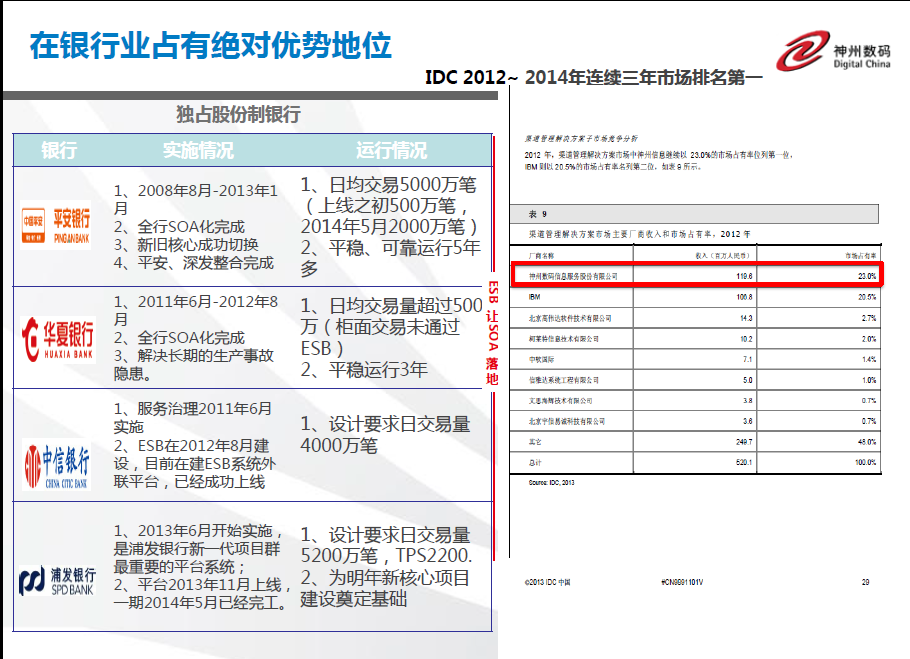 在银行业占有绝对优势地位
神州数码
Digital China
IDC 2012~ 2014年连续三年市场排名第一
独占股份制银行
银行 实施情况 运行情况
中国平安
平安银行
PINGAN BANK
1、2008年8月-2013年1
月
2、全行SOA化完成
3、新旧核心成功切换
4、平安、深发整合完成
1、日均交易5000万笔
（上线之初500万笔，
2014年5月2000万笔）
2、平稳、可靠运行5年
多
华夏银行
HUAXIA BANK
1、2011年6月-2012年8
月
2、全行SOA化完成
3、解决长期的生产事故
隐患。
1、日均交易量超过500
万（柜面交易未通过
ESB）
2、平稳运行3年
中信银行
CHINA CITIC BANK
1、服务治理2011年6月
实施
2、ESB在2012年8月建
设，目前在建ESB系统外
联平台，已经成功上线
1、设计要求日交易量
4000万笔
浦发银行
SPD BANK
1、2013年6月开始实施，
是浦发银行新一代项目群
最重要的平台系统；
2、平台2013年11月上线，
一期2014年5月已经完工。
1、设计要求日交易量
5200万笔，TPS2200.
2、为明年新核心项目
建设奠定基础
ESB 让SOA 落地
渠道管理解决方案子市场竞争分析
2012 年，渠道管理解决方案市场中神州信息继续以 23.0%的市场占有率位列第一位，
IBM 则以 20.5%的市场占有率名列第二位，如表 9 所示。
表 9
渠道管理解决方案市场主要厂商收入和市场占有率，2012 年
厂商名称 收入（百万人民币） 市场占有率
神州数码信息服务股份有限公司 119.6 23.0%
IBM 106.8 20.5%
北京高伟达软件技术有限公司 14.3 2.7%
柯莱特信息技术有限公司 10.2 2.0%
中软国际 7.1 1.4%
信雅达系统工程有限公司 5.0 1.0%
文思海辉技术有限公司 3.8 0.7%
北京宇信易诚科技有限公司 3.6 0.7%
其它 249.7 48.0%
总计 520.1 100.0%
Source: IDC, 2013
©2013 IDC 中国 #CN9691101V 29